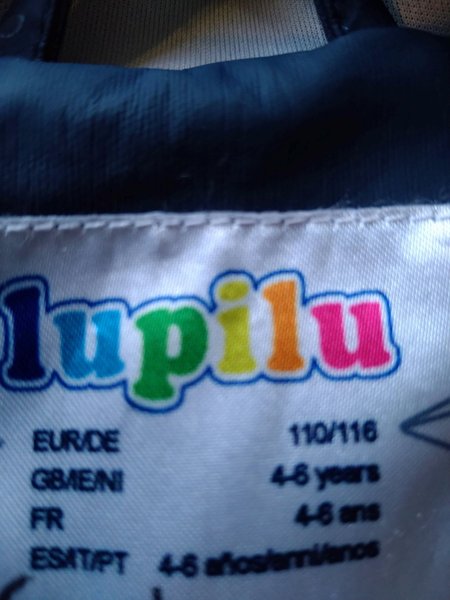 lupilu
EUR/DE 110/116
GB/IE/NI 4-6 years
FR 4-6 ans
ES/IT/PT 4-6 años/anni/anos